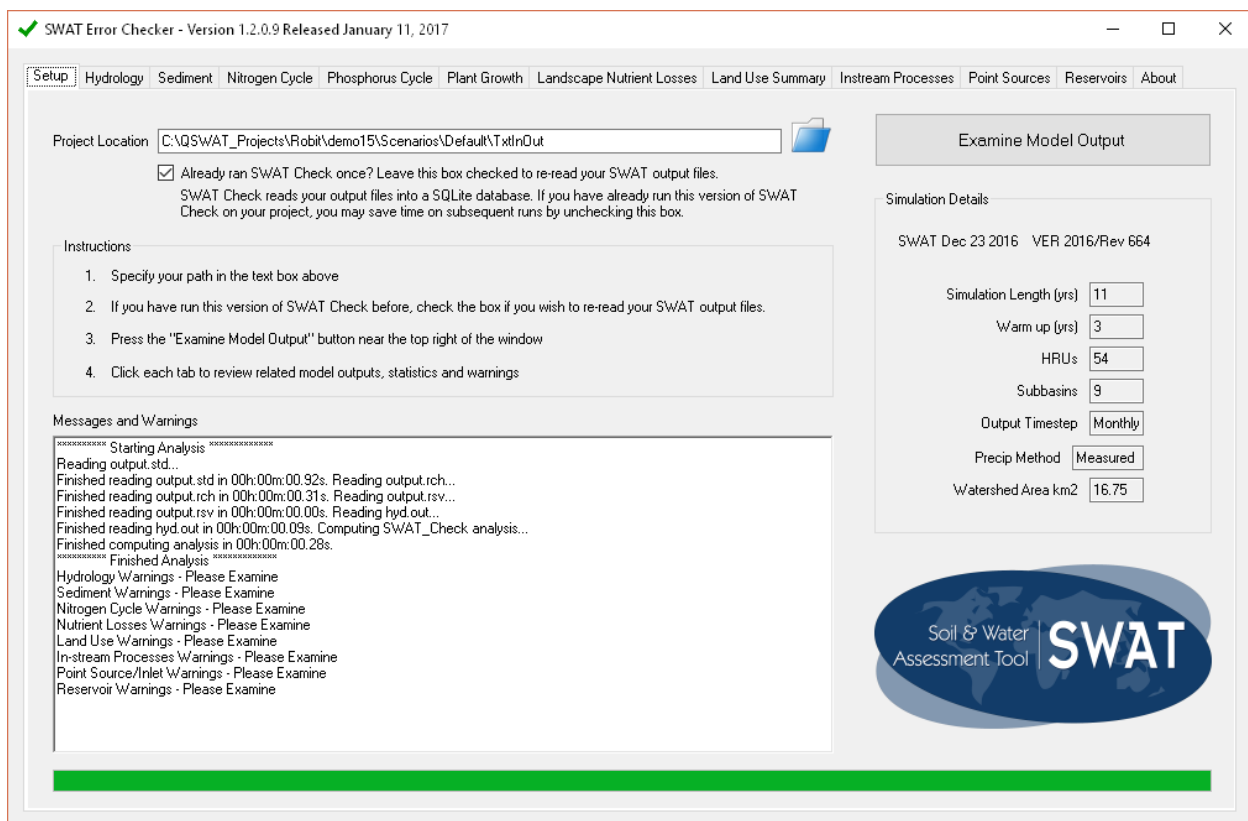 SWAT Error Checker - Version 1.2.0.9 Released January 11, 2017
Setup Hydrology Sediment Nitrogen Cycle Phosphorus Cycle Plant Growth Landscape Nutrient Losses Land Use Summary Instream Processes Point Sources Reservoirs About
Project Location C:\QSWAT_Projects\Robit\demo15\Scenarios\Default\TxtInOut
Examine Model Output
Already ran SWAT Check once? Leave this box checked to re-read your SWAT output files.
SWAT Check reads your output files into a SQLite database. If you have already run this version of SWAT
Check on your project, you may save time on subsequent runs by unchecking this box.
Instructions
1. Specify your path in the text box above
2. If you have run this version of SWAT Check before, check the box if you wish to re-read your SWAT output files.
3. Press the "Examine Model Output" button near the top right of the window
4. Click each tab to review related model outputs, statistics and warnings
Simulation Details
SWAT Dec 23 2016 VER 2016/Rev 664
Simulation Length (yrs) 11
Warm up (yrs) 3
HRUs 54
Subbasins 9
Output Timestep Monthly
Precip Method Measured
Watershed Area km2 16.75
Messages and Warnings
********** Starting Analysis *************
Reading output.std...
Finished reading output.std in 00h:00m:00.92s. Reading output.rch...
Finished reading output.rch in 00h:00m:00.31s. Reading output.rsv...
Finished reading output.rsv in 00h:00m:00.00s. Reading hyd.out...
Finished reading hyd.out in 00h:00m:00.09s. Computing SWAT_Check analysis...
Finished computing analysis in 00h:00m:00.28s.
********** Finished Analysis *************
Hydrology Warnings - Please Examine
Sediment Warnings - Please Examine
Nitrogen Cycle Warnings - Please Examine
Nutrient Losses Warnings - Please Examine
Land Use Warnings - Please Examine
In-stream Processes Warnings - Please Examine
Point Source/Inlet Warnings - Please Examine
Reservoir Warnings - Please Examine
Soil & Water
Assessment Tool
SWAT